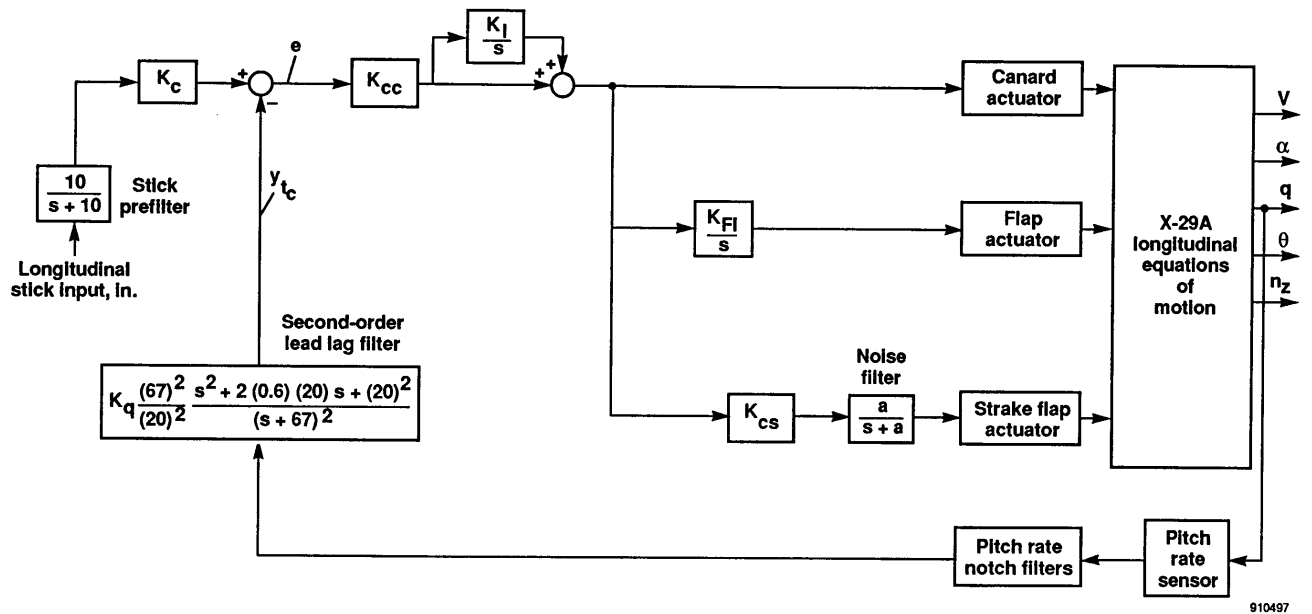 K_I
s
e
K_c
+
−
K_cc
+
+
Canard
actuator
V
α
q
θ
n_z
10
s + 10
Stick
prefilter
Longitudinal
stick input, in.
y_t_c
K_FI
s
Flap
actuator
X-29A
longitudinal
equations
of
motion
Second-order
lead lag filter
K_q (67)^2 s^2 + 2 (0.6) (20) s + (20)^2
(20)^2 (s + 67)^2
K_cs
Noise
filter
a
s + a
Strake flap
actuator
Pitch rate
notch filters
Pitch
rate
sensor
910497